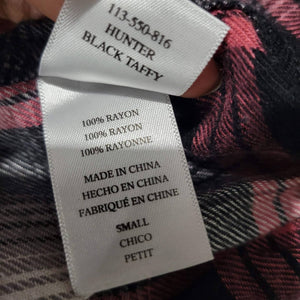 113-550-816
HUNTER
BLACK TAFFY
100% RAYON
100% RAYON
100% RAYONNE
MADE IN CHINA
HECHO EN CHINA
FABRIQUÉ EN CHINE
SMALL
CHICO
PETIT